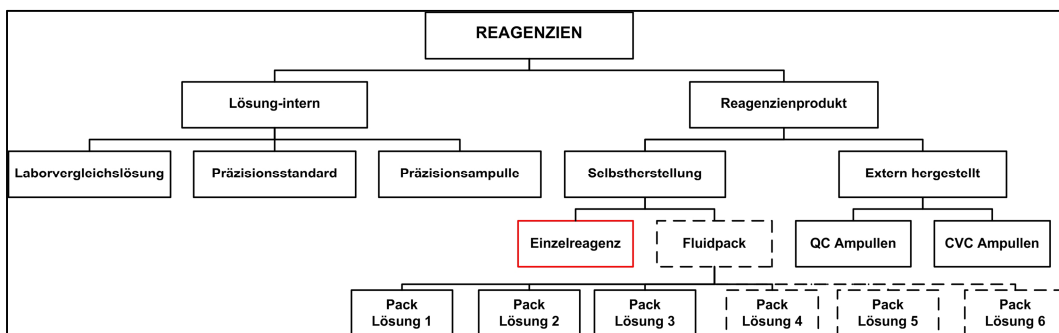 REAGENZIEN
Lösung-intern
Reagenzienprodukt
Laborvergleichslösung
Präzisionsstandard
Präzisionsampulle
Selbstherstellung
Extern hergestellt
Einzelreagenz
Fluidpack
QC Ampullen
CVC Ampullen
Pack
Lösung 1
Pack
Lösung 2
Pack
Lösung 3
Pack
Lösung 4
Pack
Lösung 5
Pack
Lösung 6